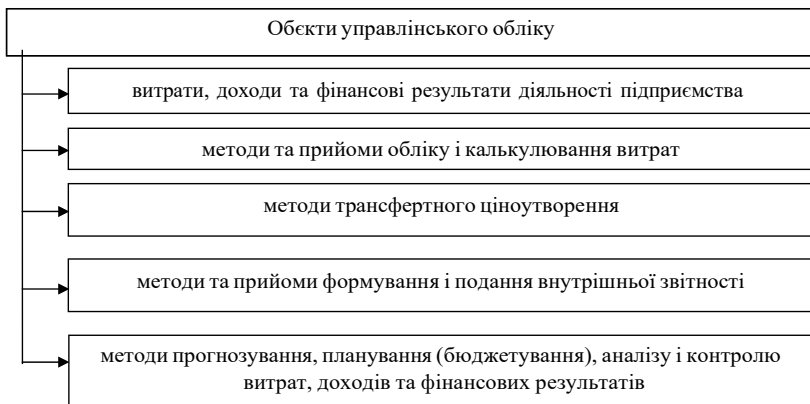 Обєкти управлінського обліку
витрати, доходи та фінансові результати діяльності підприємства
методи та прийоми обліку і калькулювання витрат
методи трансфертного ціноутворення
методи та прийоми формування і подання внутрішньої звітності
методи прогнозування, планування (бюджетування), аналізу і контролю
витрат, доходів та фінансових результатів